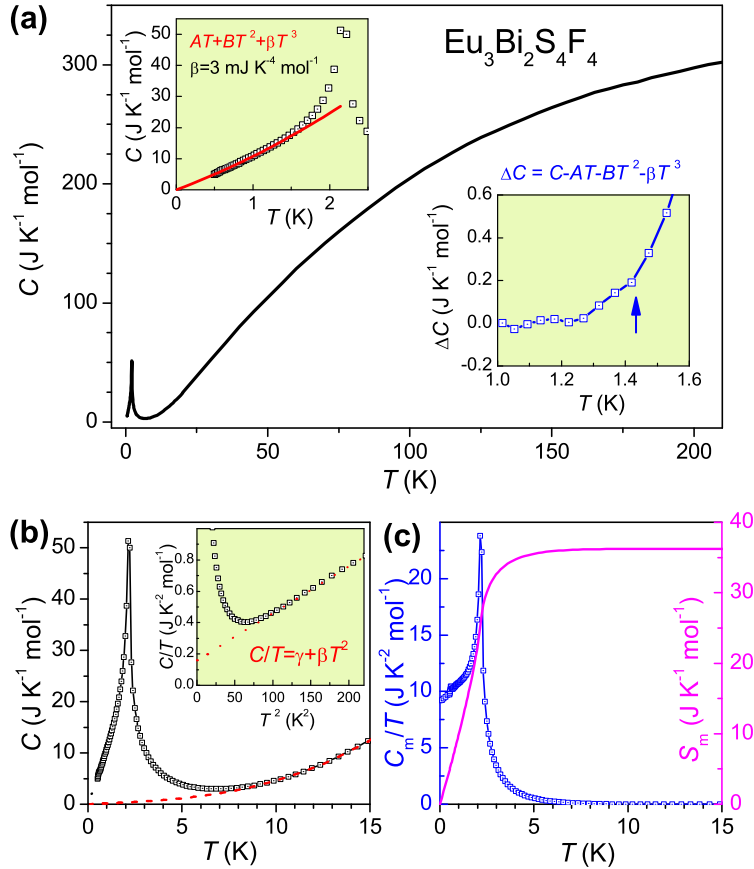 (a)
Eu₃Bi₂S₄F₄
C (J K⁻¹ mol⁻¹)
300
200
100
0
0 50 100 150 200
T (K)
AT+BT²+βT³
β=3 mJ K⁻⁴ mol⁻¹
C (J K⁻¹ mol⁻¹)
50
40
30
20
10
0
0 1 2
T (K)
ΔC = C-AT-BT²-βT³
ΔC (J K⁻¹ mol⁻¹)
0.6
0.4
0.2
0.0
-0.2
1.0 1.2 1.4 1.6
T (K)
(b)
C (J K⁻¹ mol⁻¹)
50
40
30
20
10
0
0 5 10 15
T (K)
C/T (J K⁻² mol⁻¹)
0.8
0.6
0.4
0.2
0.0
0 50 100 150 200
T² (K²)
C/T=γ+βT²
(c)
Cₘ/T (J K⁻² mol⁻¹)
20
15
10
5
0
0 5 10 15
T (K)
40
30
20
10
0
Sₘ (J K⁻¹ mol⁻¹)